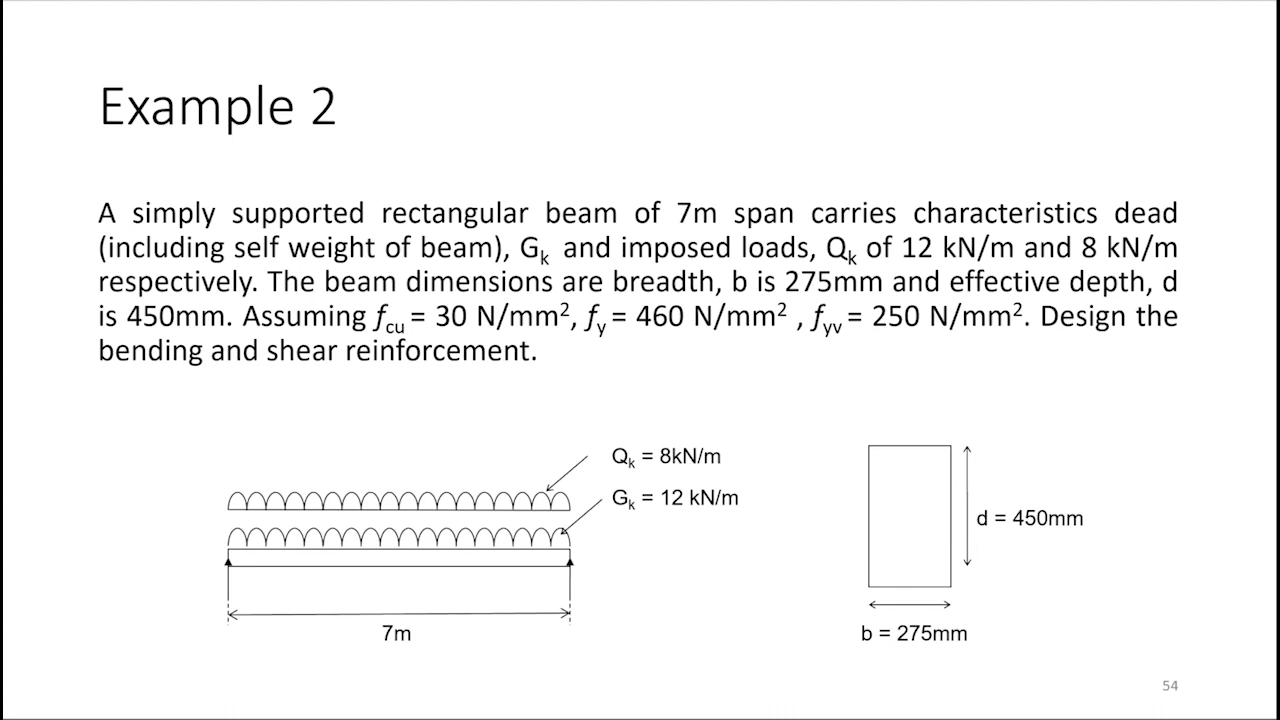 Example 2
A simply supported rectangular beam of 7m span carries characteristics dead
(including self weight of beam), Gk and imposed loads, Qk of 12 kN/m and 8 kN/m
respectively. The beam dimensions are breadth, b is 275mm and effective depth, d
is 450mm. Assuming fcu = 30 N/mm², fy = 460 N/mm² , fyv = 250 N/mm². Design the
bending and shear reinforcement.
Qk = 8kN/m
Gk = 12 kN/m
d = 450mm
7m
b = 275mm
54